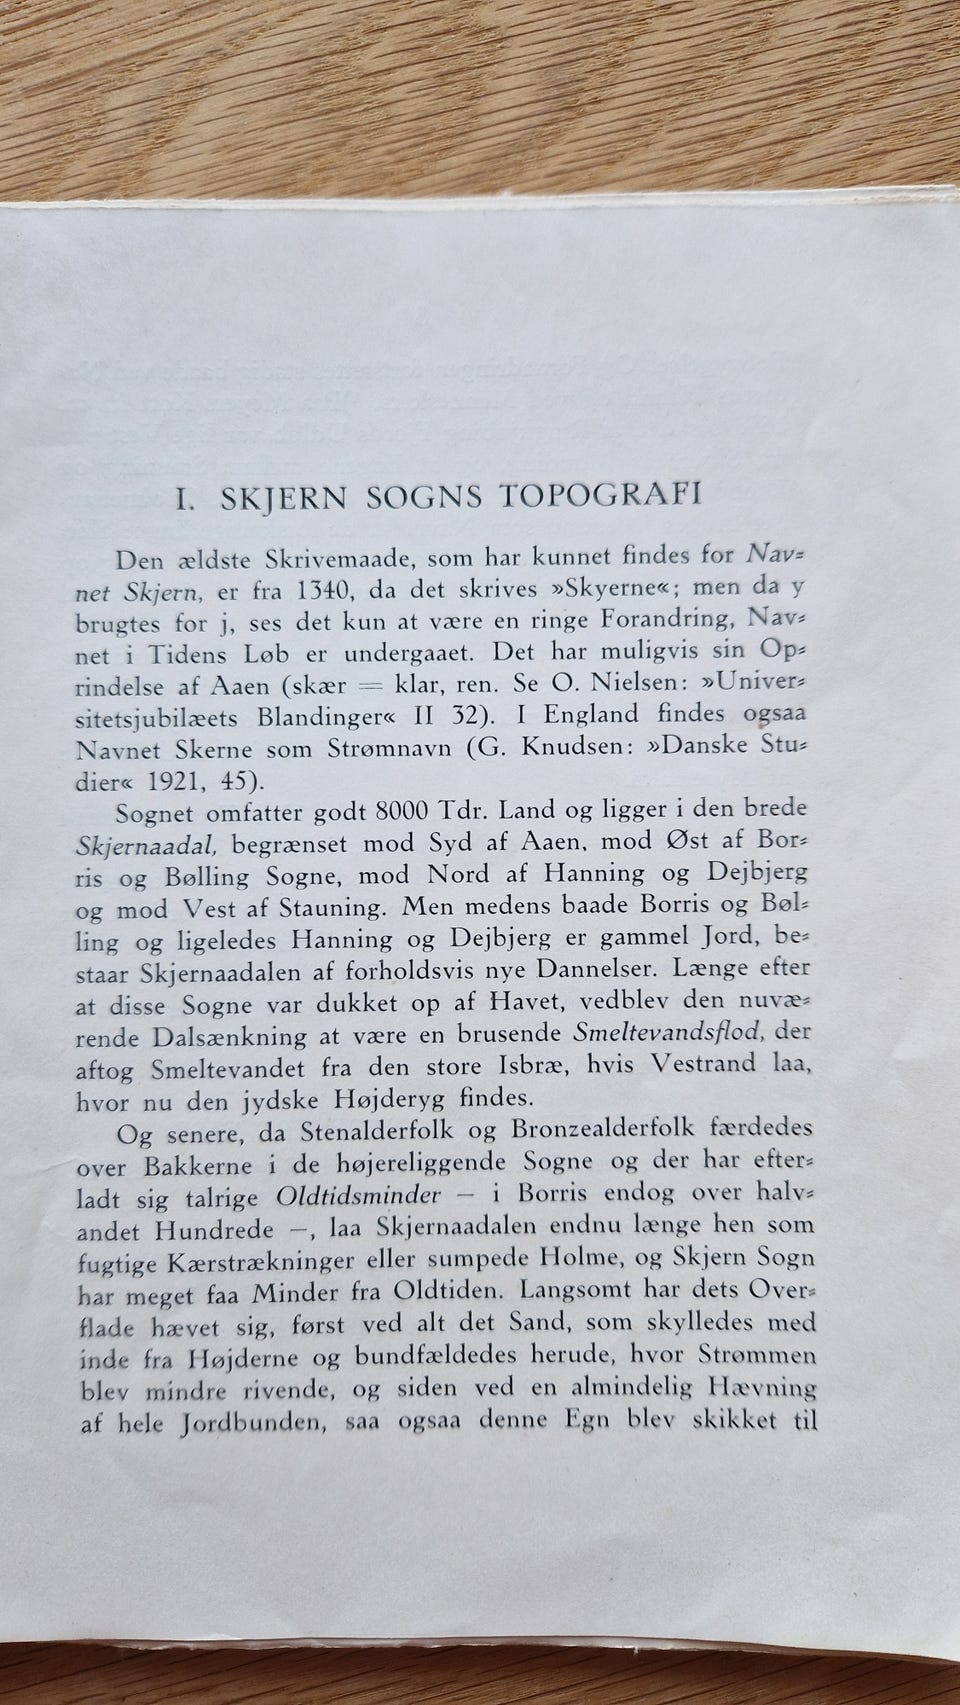 I. SKJERN SOGNS TOPOGRAFI
Den ældste Skrivemaade, som har kunnet findes for Nav⸗
net Skjern, er fra 1340, da det skrives »Skyerne«; men da y
brugtes for j, ses det kun at være en ringe Forandring, Nav⸗
net i Tidens Løb er undergaaet. Det har muligvis sin Op⸗
rindelse af Aaen (skær = klar, ren. Se O. Nielsen: »Univer⸗
sitetsjubilæets Blandinger« II 32). I England findes ogsaa
Navnet Skerne som Strømnavn (G. Knudsen: »Danske Stu⸗
dier« 1921, 45).
Sognet omfatter godt 8000 Tdr. Land og ligger i den brede
Skjernaadal, begrænset mod Syd af Aaen, mod Øst af Bor⸗
ris og Bølling Sogne, mod Nord af Hanning og Dejbjerg
og mod Vest af Stauning. Men medens baade Borris og Bøl⸗
ling og ligeledes Hanning og Dejbjerg er gammel Jord, be⸗
staar Skjernaadalen af forholdsvis nye Dannelser. Længe efter
at disse Sogne var dukket op af Havet, vedblev den nuvæ⸗
rende Dalsænkning at være en brusende Smeltevandsflod, der
aftog Smeltevandet fra den store Isbræ, hvis Vestrand laa,
hvor nu den jydske Højderyg findes.
Og senere, da Stenalderfolk og Bronzealderfolk færdedes
over Bakkerne i de højereliggende Sogne og der har efter⸗
ladt sig talrige Oldtidsminder — i Borris endog over halv⸗
andet Hundrede —, laa Skjernaadalen endnu længe hen som
fugtige Kærstrækninger eller sumpede Holme, og Skjern Sogn
har meget faa Minder fra Oldtiden. Langsomt har dets Over⸗
flade hævet sig, først ved alt det Sand, som skylledes med
inde fra Højderne og bundfældedes herude, hvor Strømmen
blev mindre rivende, og siden ved en almindelig Hævning
af hele Jordbunden, saa ogsaa denne Egn blev skikket til